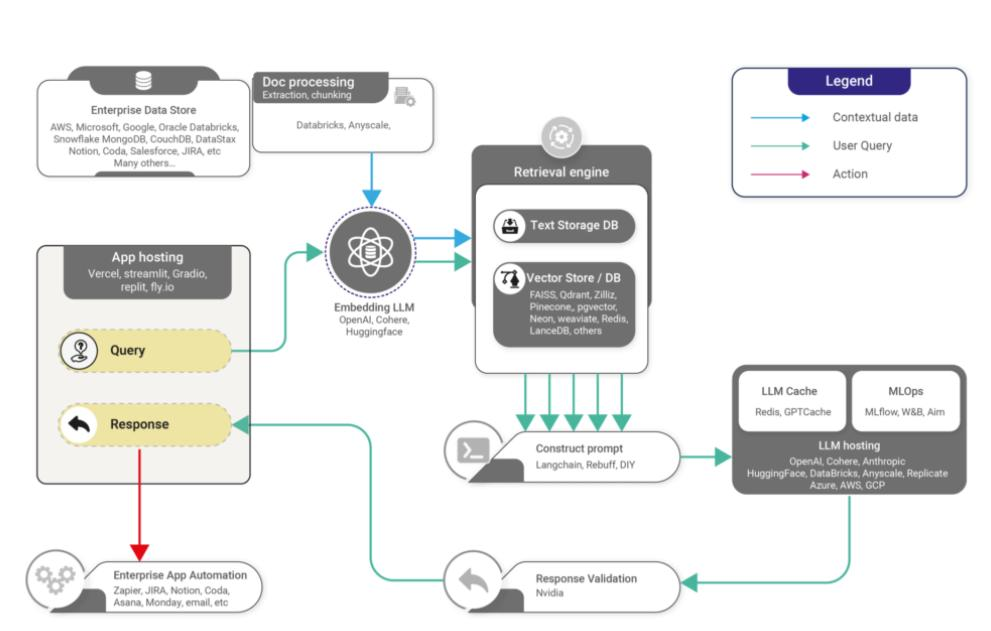 Enterprise Data Store
AWS, Microsoft, Google, Oracle Databricks,
Snowflake MongoDB, CouchDB, DataStax
Notion, Coda, Salesforce, JIRA, etc
Many others...
Doc processing
Extraction, chunking
Databricks, Anyscale,
Legend
Contextual data
User Query
Action
Retrieval engine
Text Storage DB
Vector Store / DB
FAISS, Qdrant, Zilliz,
Pinecone,, pgvector,
Neon, weaviate, Redis,
LanceDB, others
App hosting
Vercel, streamlit, Gradio,
replit, fly.io
Query
Response
Embedding LLM
OpenAI, Cohere,
Huggingface
LLM Cache
Redis, GPTCache
MLOps
MLflow, W&B, Aim
LLM hosting
OpenAI, Cohere, Anthropic
HuggingFace, DataBricks, Anyscale, Replicate
Azure, AWS, GCP
Construct prompt
Langchain, Rebuff, DIY
Enterprise App Automation
Zapier, JIRA, Notion, Coda,
Asana, Monday, email, etc
Response Validation
Nvidia